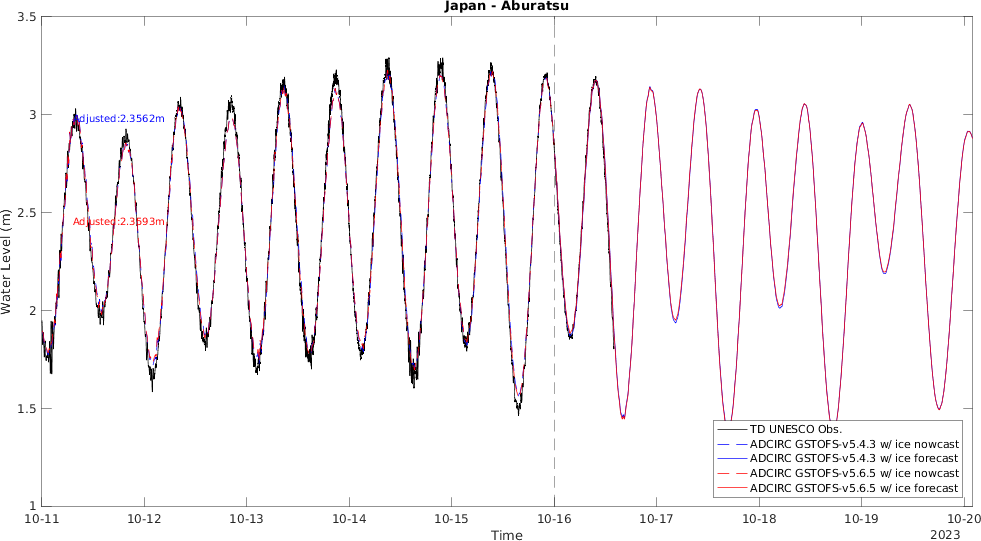 Japan - Aburatsu
3.5
3
2.5
2
1.5
1
Water Level (m)
Adjusted:2.3562m
Adjusted:2.3693m
TD UNESCO Obs.
ADCIRC GSTOFS-v5.4.3 w/ ice nowcast
ADCIRC GSTOFS-v5.4.3 w/ ice forecast
ADCIRC GSTOFS-v5.6.5 w/ ice nowcast
ADCIRC GSTOFS-v5.6.5 w/ ice forecast
10-11 10-12 10-13 10-14 10-15 10-16 10-17 10-18 10-19 10-20
Time
2023